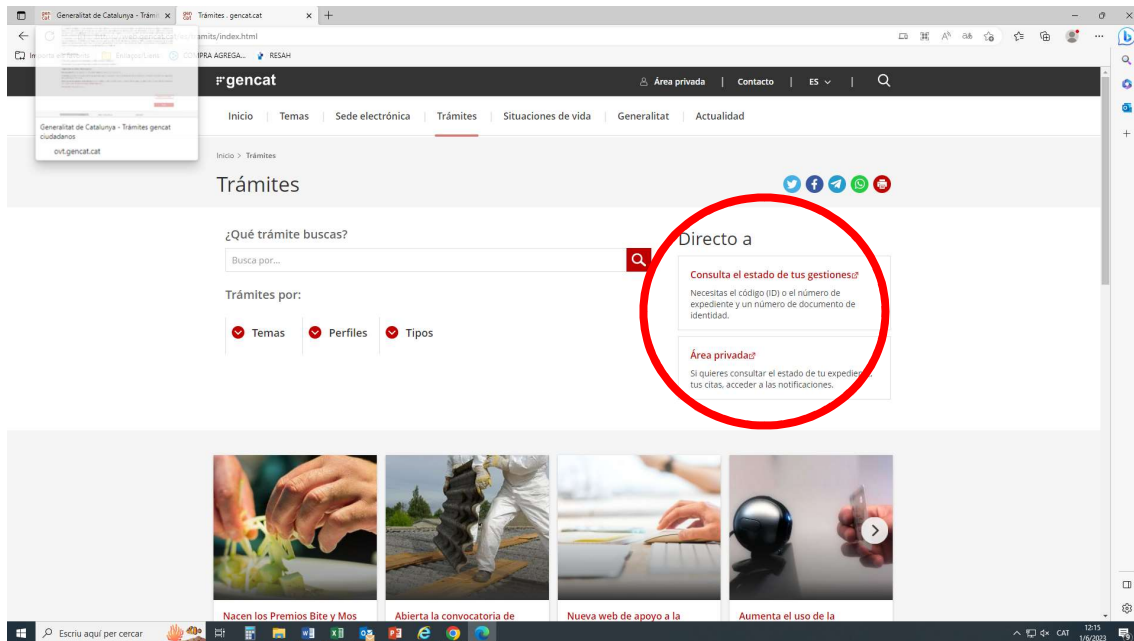 Generalitat de Catalunya - Trámi
Trámites . gencat.cat
amits/index.html
COMPRA AGREGA...
RESAH
Generalitat de Catalunya - Trámites gencat
ciudadanos
ovt.gencat.cat
gencat
Área privada | Contacto | ES |
Inicio | Temas | Sede electrónica | Trámites | Situaciones de vida | Generalitat | Actualidad
Inicio > Trámites
Trámites
¿Qué trámite buscas?
Busca por...
Trámites por:
Temas
Perfiles
Tipos
Directo a
Consulta el estado de tus gestiones
Necesitas el código (ID) o el número de
expediente y un número de documento de
identidad.
Área privada
Si quieres consultar el estado de tu expediente,
tus citas, acceder a las notificaciones.
Nacen los Premios Bite y Mos
Abierta la convocatoria de
Nueva web de apoyo a la
Aumenta el uso de la
Escriu aquí per cercar
CAT
12:15
1/6/2023